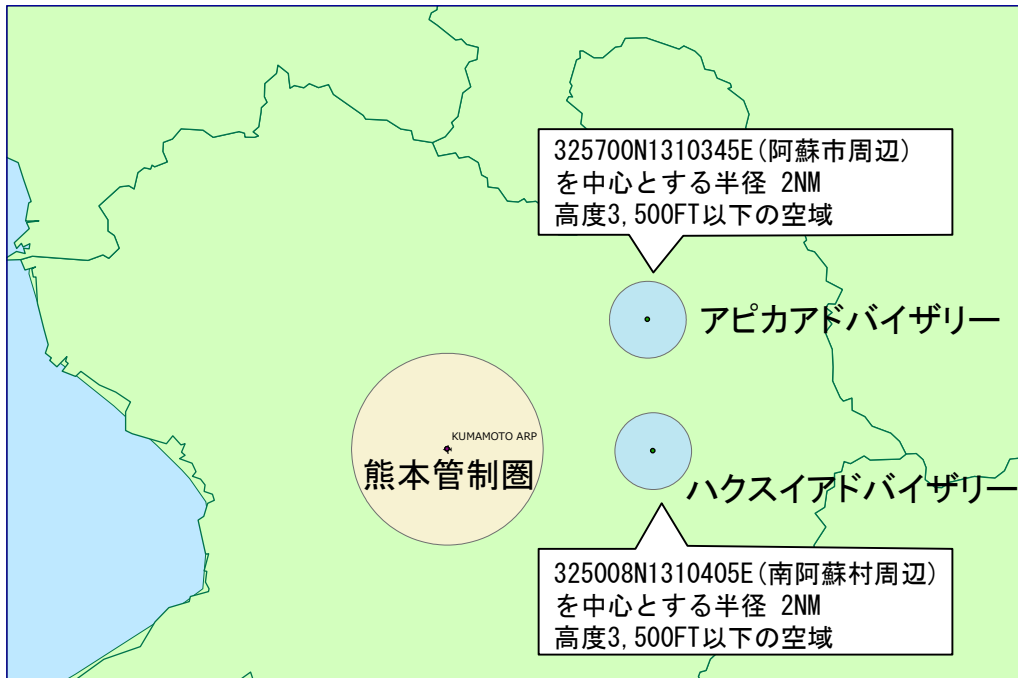 325700N1310345E(阿蘇市周辺)
を中心とする半径 2NM
高度3,500FT以下の空域
アピカアドバイザリー
KUMAMOTO ARP
熊本管制圏
ハクスイアドバイザリー
325008N1310405E(南阿蘇村周辺)
を中心とする半径 2NM
高度3,500FT以下の空域